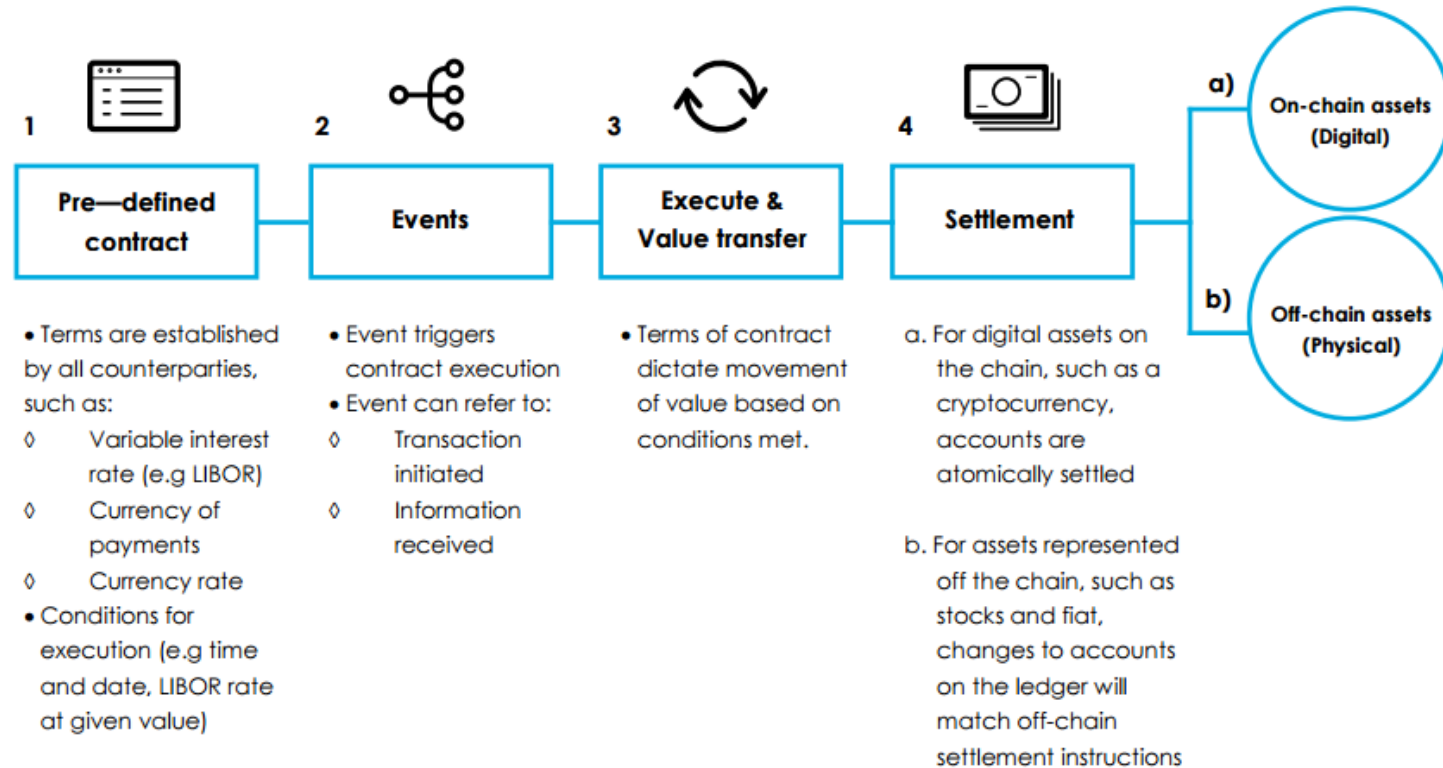 1
2
3
4
a)
On-chain assets
(Digital)
Pre—defined
contract
Events
Execute &
Value transfer
Settlement
b)
Off-chain assets
(Physical)
• Terms are established
by all counterparties,
such as:
◊ Variable interest
rate (e.g LIBOR)
◊ Currency of
payments
◊ Currency rate
• Conditions for
execution (e.g time
and date, LIBOR rate
at given value)
• Event triggers
contract execution
• Event can refer to:
◊ Transaction
initiated
◊ Information
received
• Terms of contract
dictate movement
of value based on
conditions met.
a. For digital assets on
the chain, such as a
cryptocurrency,
accounts are
atomically settled
b. For assets represented
off the chain, such as
stocks and fiat,
changes to accounts
on the ledger will
match off-chain
settlement instructions